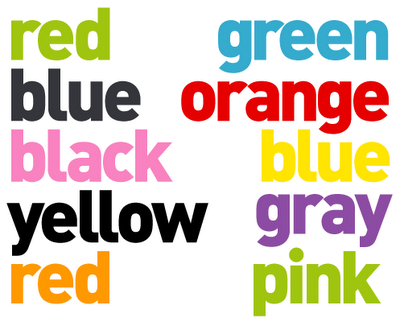 red green
blue orange
black blue
yellow gray
red pink